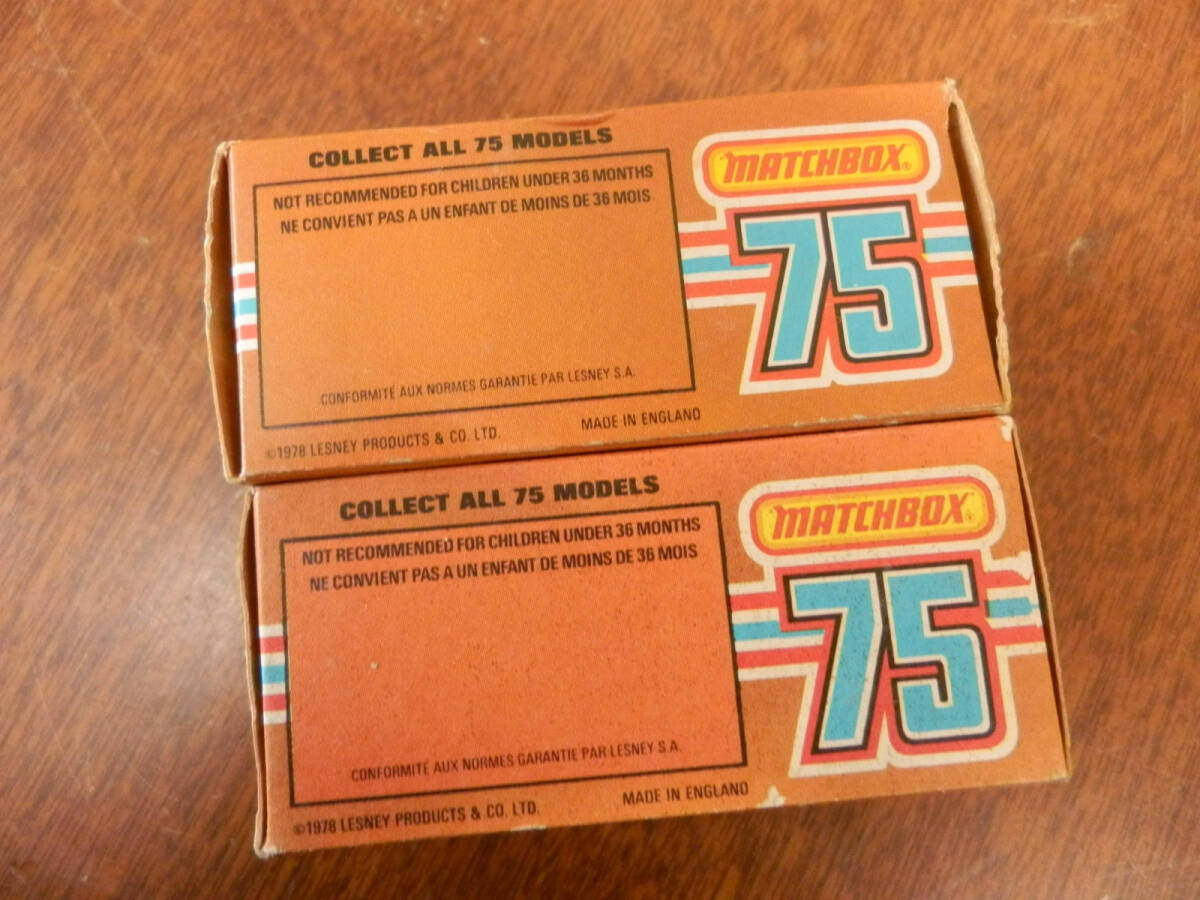 COLLECT ALL 75 MODELS
NOT RECOMMENDED FOR CHILDREN UNDER 36 MONTHS
NE CONVIENT PAS A UN ENFANT DE MOINS DE 36 MOIS
CONFORMITÉ AUX NORMES GARANTIE PAR LESNEY S.A.
©1978 LESNEY PRODUCTS & CO. LTD.
MADE IN ENGLAND
MATCHBOX®
75
COLLECT ALL 75 MODELS
NOT RECOMMENDED FOR CHILDREN UNDER 36 MONTHS
NE CONVIENT PAS A UN ENFANT DE MOINS DE 36 MOIS
CONFORMITÉ AUX NORMES GARANTIE PAR LESNEY S.A.
©1978 LESNEY PRODUCTS & CO. LTD.
MADE IN ENGLAND
MATCHBOX®
75